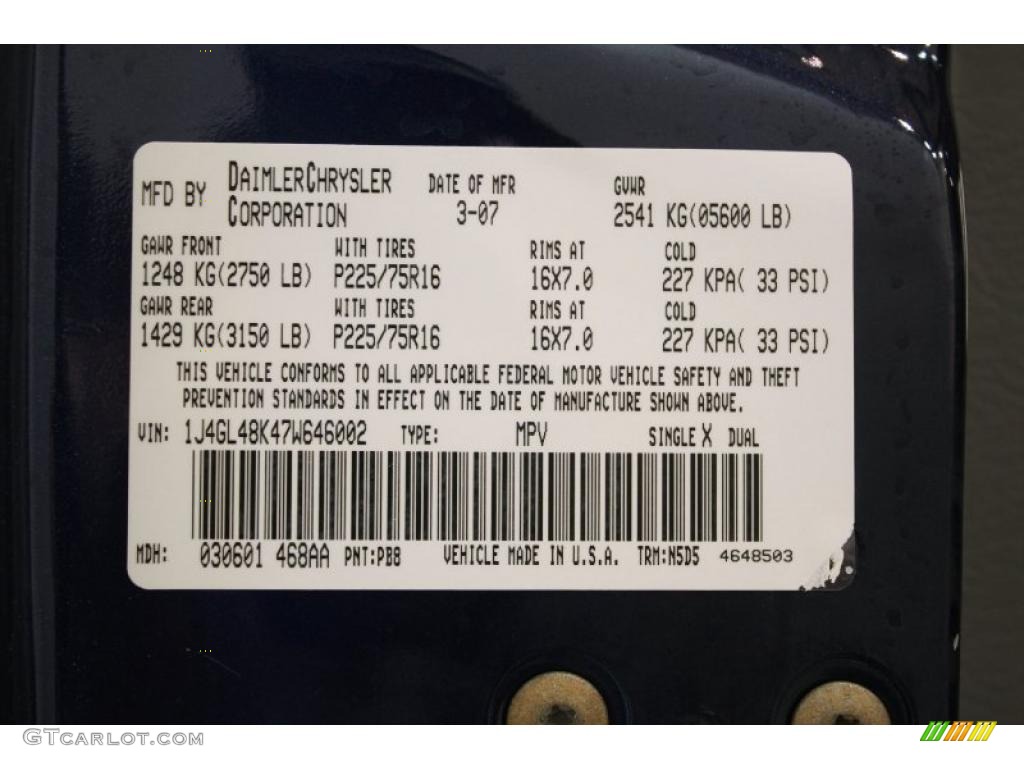 MFD BY DAIMLERCHRYSLER CORPORATION DATE OF MFR 3-07 GVWR 2541 KG(05600 LB)
GAWR FRONT WITH TIRES RIMS AT COLD
1248 KG(2750 LB) P225/75R16 16X7.0 227 KPA( 33 PSI)
GAWR REAR WITH TIRES RIMS AT COLD
1429 KG(3150 LB) P225/75R16 16X7.0 227 KPA( 33 PSI)
THIS VEHICLE CONFORMS TO ALL APPLICABLE FEDERAL MOTOR VEHICLE SAFETY AND THEFT
PREVENTION STANDARDS IN EFFECT ON THE DATE OF MANUFACTURE SHOWN ABOVE.
VIN: 1J4GL48K47W646002 TYPE: MPV SINGLE X DUAL
MDH: 030601 468AA PNT:PB8 VEHICLE MADE IN U.S.A. TRM:N5D5 4648503
GTCARLOT.COM